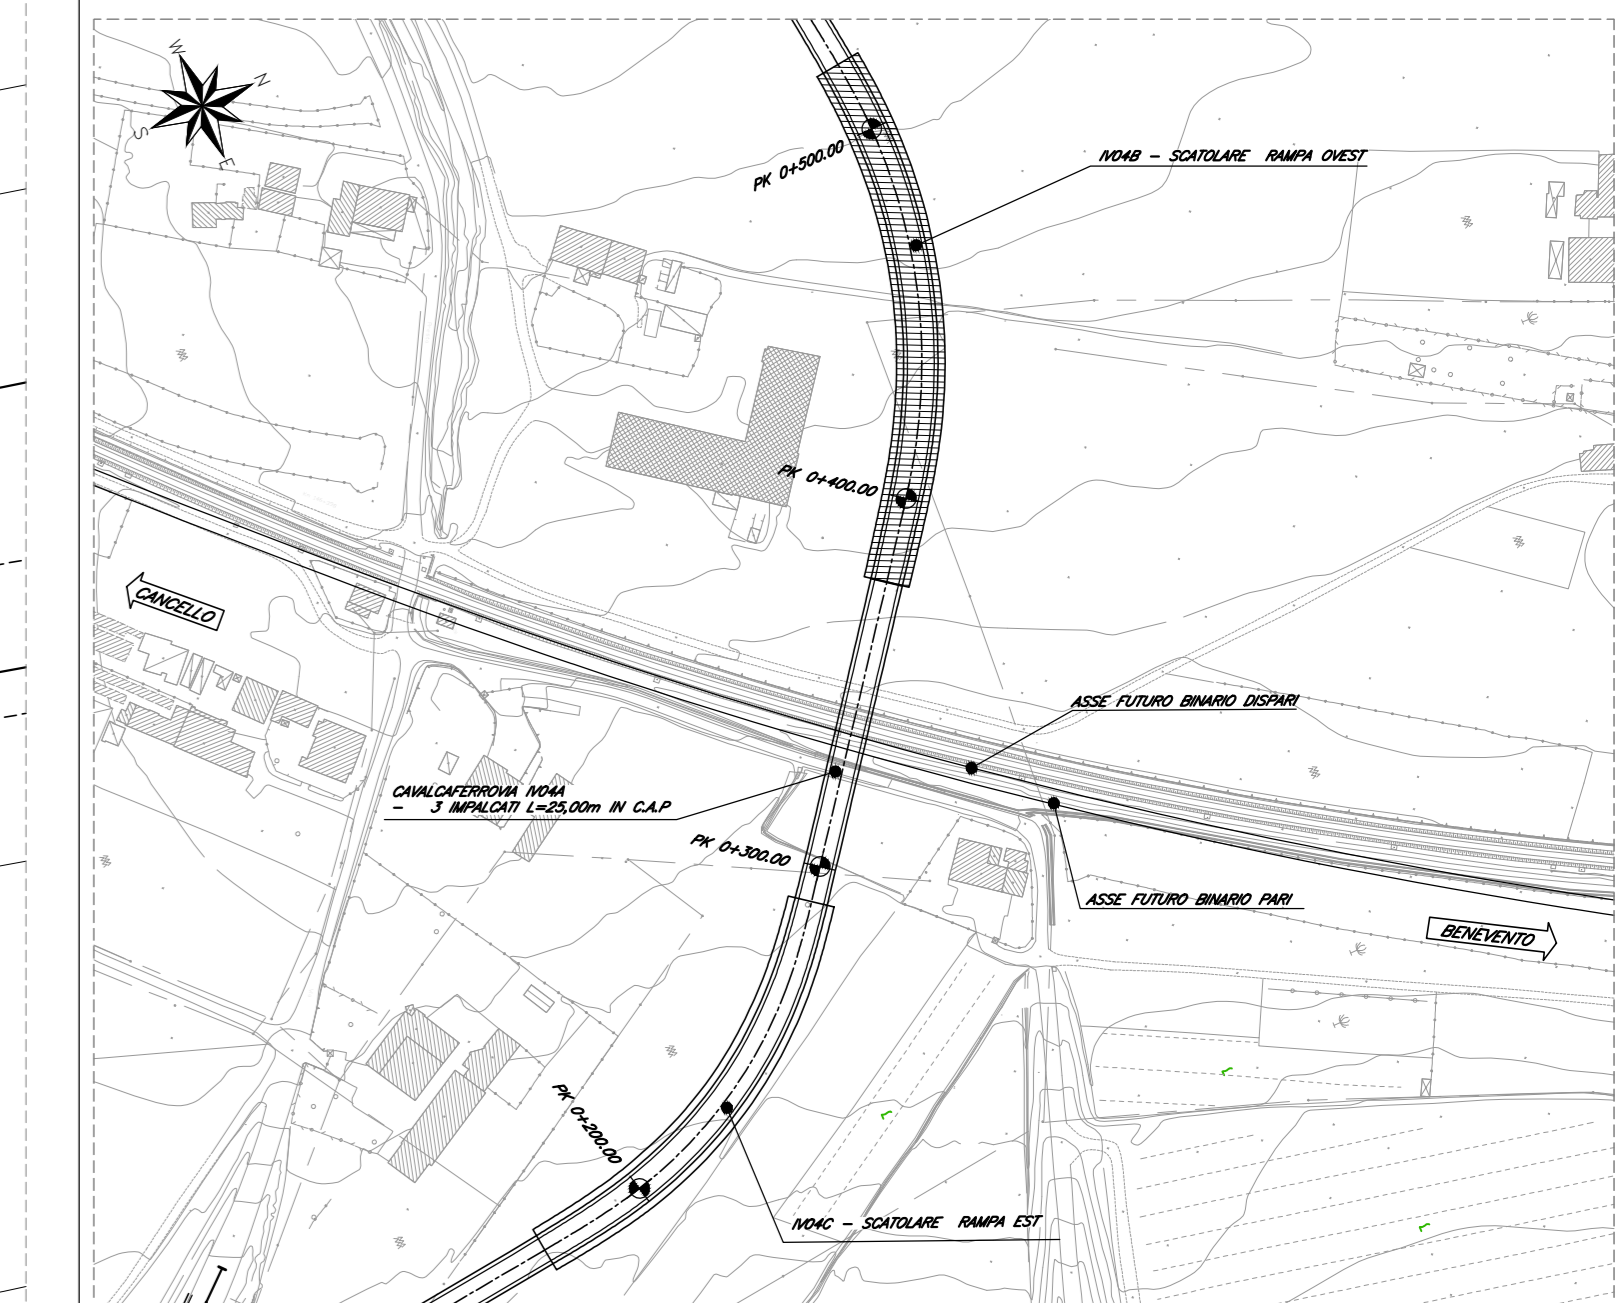 W
N
S
E
PK 0+500.00
IV04B - SCATOLARE RAMPA OVEST
PK 0+400.00
CANCELLO
ASSE FUTURO BINARIO DISPARI
CAVALCAFERROVIA IV04A
- 3 IMPALCATI L=25,00m IN C.A.P
PK 0+300.00
ASSE FUTURO BINARIO PARI
BENEVENTO
PK 0+200.00
IV04C - SCATOLARE RAMPA EST